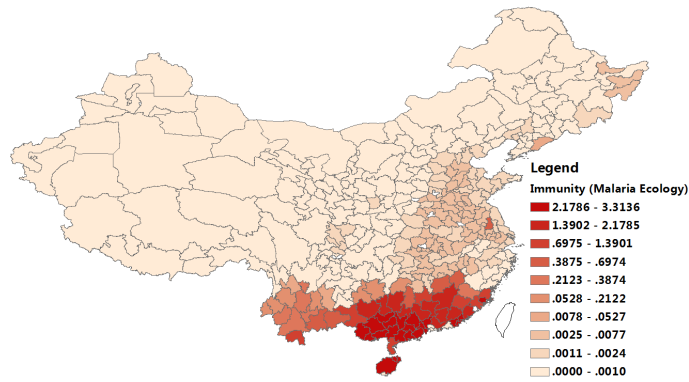 Legend
Immunity (Malaria Ecology)
2.1786 - 3.3136
1.3902 - 2.1785
.6975 - 1.3901
.3875 - .6974
.2123 - .3874
.0528 - .2122
.0078 - .0527
.0025 - .0077
.0011 - .0024
.0000 - .0010